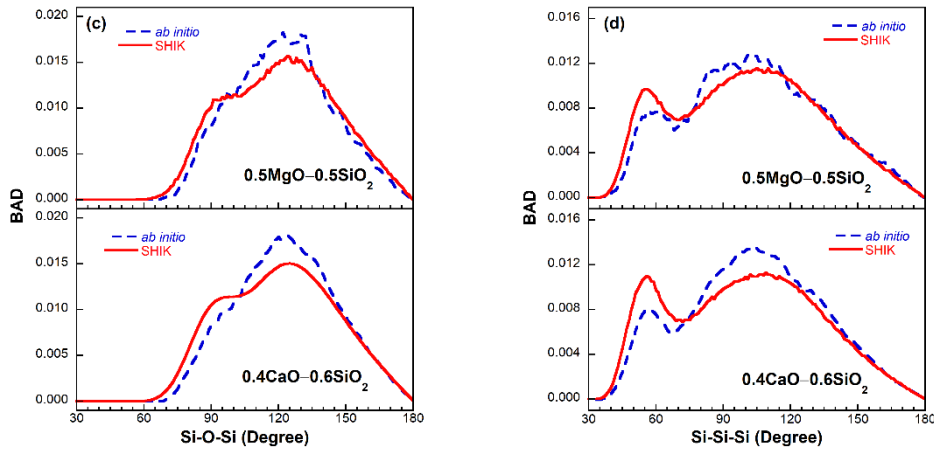 (c)
ab initio
SHIK
0.020
0.015
0.010
0.005
0.000
0.5MgO–0.5SiO2
BAD
ab initio
SHIK
0.020
0.015
0.010
0.005
0.000
0.4CaO–0.6SiO2
30 60 90 120 150 180
Si-O-Si (Degree)
(d)
ab initio
SHIK
0.016
0.012
0.008
0.004
0.000
0.5MgO–0.5SiO2
BAD
ab initio
SHIK
0.016
0.012
0.008
0.004
0.000
0.4CaO–0.6SiO2
30 60 90 120 150 180
Si-Si-Si (Degree)